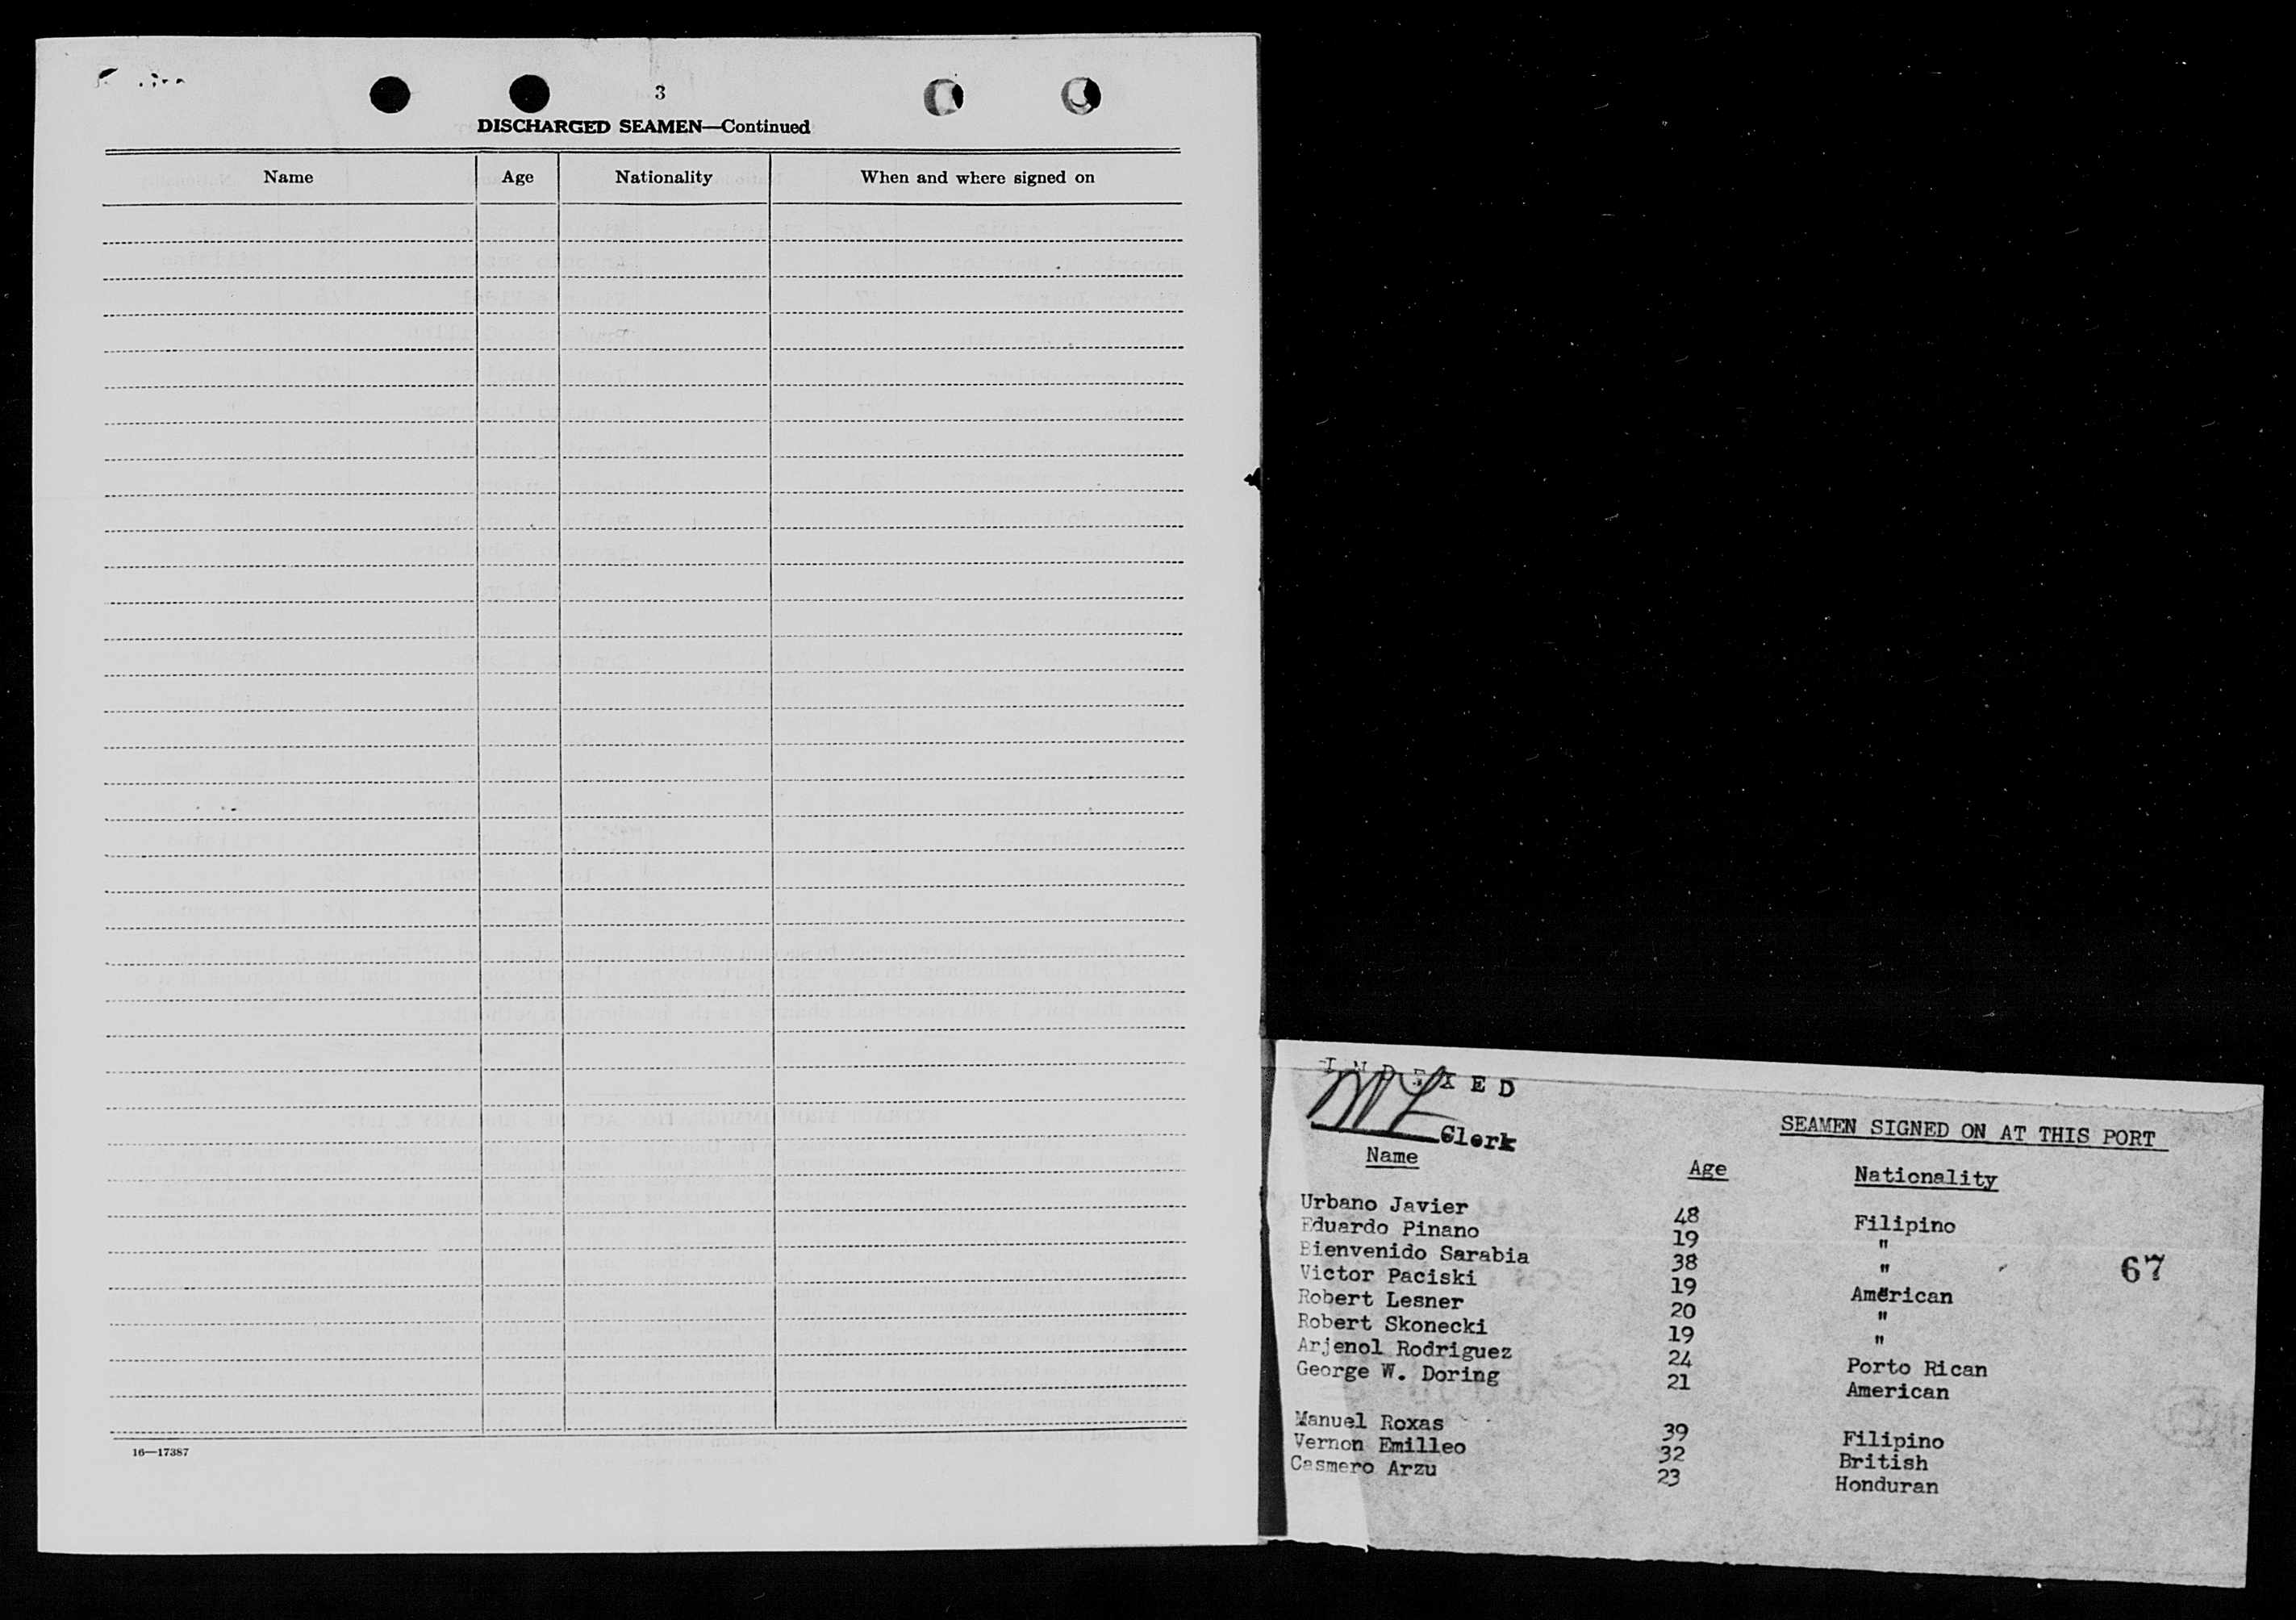 3
DISCHARGED SEAMEN—Continued
Name Age Nationality When and where signed on
16—17387
INDEXED
Clerk
SEAMEN SIGNED ON AT THIS PORT
Name Age Nationality
Urbano Javier 48 Filipino
Eduardo Pinano 19 "
Bienvenido Sarabia 38 "
Victor Paciski 19 American
Robert Lesner 20 "
Robert Skonecki 19 "
Arjenol Rodriguez 24 Porto Rican
George W. Doring 21 American
Manuel Roxas 39 Filipino
Vernon Emilleo 32 British
Casmero Arzu 23 Honduran
67